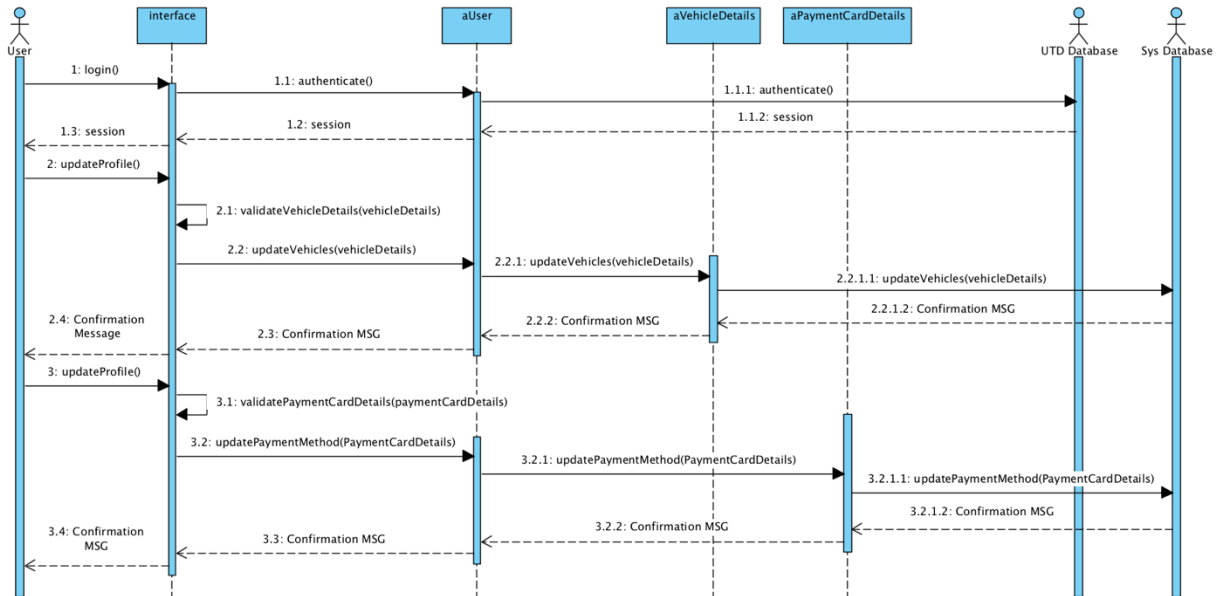 interface
aUser
aVehicleDetails
aPaymentCardDetails
User
UTD Database
Sys Database
1: login()
1.1: authenticate()
1.1.1: authenticate()
1.1.2: session
1.2: session
1.3: session
2: updateProfile()
2.1: validateVehicleDetails(vehicleDetails)
2.2: updateVehicles(vehicleDetails)
2.2.1: updateVehicles(vehicleDetails)
2.2.1.1: updateVehicles(vehicleDetails)
2.2.1.2: Confirmation MSG
2.2.2: Confirmation MSG
2.3: Confirmation MSG
2.4: Confirmation
Message
3: updateProfile()
3.1: validatePaymentCardDetails(paymentCardDetails)
3.2: updatePaymentMethod(PaymentCardDetails)
3.2.1: updatePaymentMethod(PaymentCardDetails)
3.2.1.1: updatePaymentMethod(PaymentCardDetails)
3.2.1.2: Confirmation MSG
3.2.2: Confirmation MSG
3.3: Confirmation MSG
3.4: Confirmation
MSG